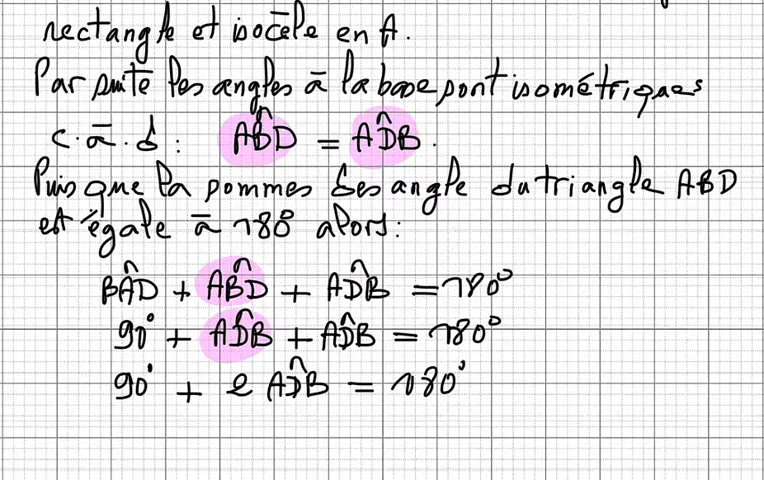 rectangle et isocēle en A.
Par suite les angles ā la base sont isométriques
c.ā.d : AB̂D = AD̂B.
Puisque la sommes des angle du triangle ABD
est égale ā 180° alors:
BÂD + AB̂D + AD̂B = 180°
90° + AD̂B + AD̂B = 180°
90° + 2 AD̂B = 180°